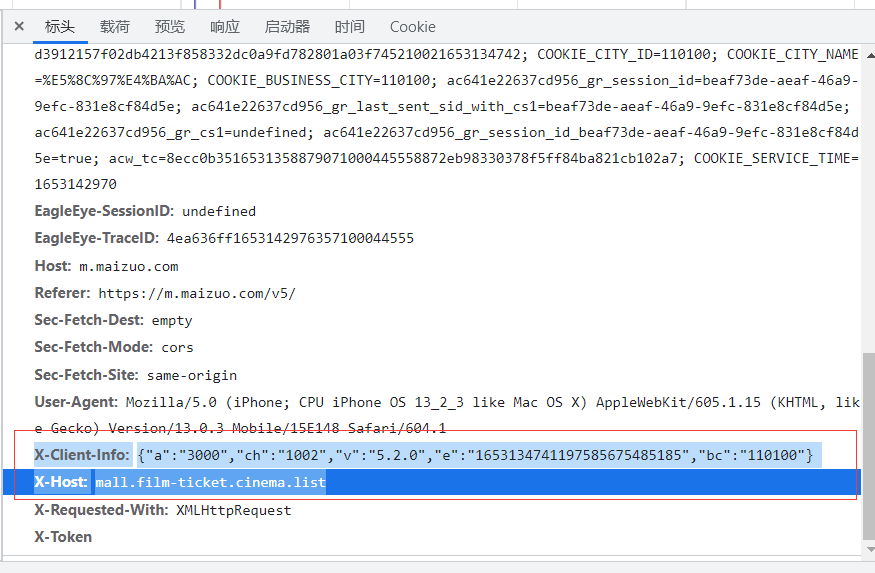 × 标头 载荷 预览 响应 启动器 时间 Cookie
d3912157f02db4213f858332dc0a9fd782801a03f745210021653134742; COOKIE_CITY_ID=110100; COOKIE_CITY_NAME
=%E5%8C%97%E4%BA%AC; COOKIE_BUSINESS_CITY=110100; ac641e22637cd956_gr_session_id=beaf73de-aeaf-46a9-
9efc-831e8cf84d5e; ac641e22637cd956_gr_last_sent_sid_with_cs1=beaf73de-aeaf-46a9-9efc-831e8cf84d5e;
ac641e22637cd956_gr_cs1=undefined; ac641e22637cd956_gr_session_id_beaf73de-aeaf-46a9-9efc-831e8cf84d
5e=true; acw_tc=8ecc0b3516531358879071000445558872eb98330378f5ff84ba821cb102a7; COOKIE_SERVICE_TIME=
1653142970
EagleEye-SessionID: undefined
EagleEye-TraceID: 4ea636ff1653142976357100044555
Host: m.maizuo.com
Referer: https://m.maizuo.com/v5/
Sec-Fetch-Dest: empty
Sec-Fetch-Mode: cors
Sec-Fetch-Site: same-origin
User-Agent: Mozilla/5.0 (iPhone; CPU iPhone OS 13_2_3 like Mac OS X) AppleWebKit/605.1.15 (KHTML, lik
e Gecko) Version/13.0.3 Mobile/15E148 Safari/604.1
X-Client-Info: {"a":"3000","ch":"1002","v":"5.2.0","e":"1653134741197585675485185","bc":"110100"}
X-Host: mall.film-ticket.cinema.list
X-Requested-With: XMLHttpRequest
X-Token